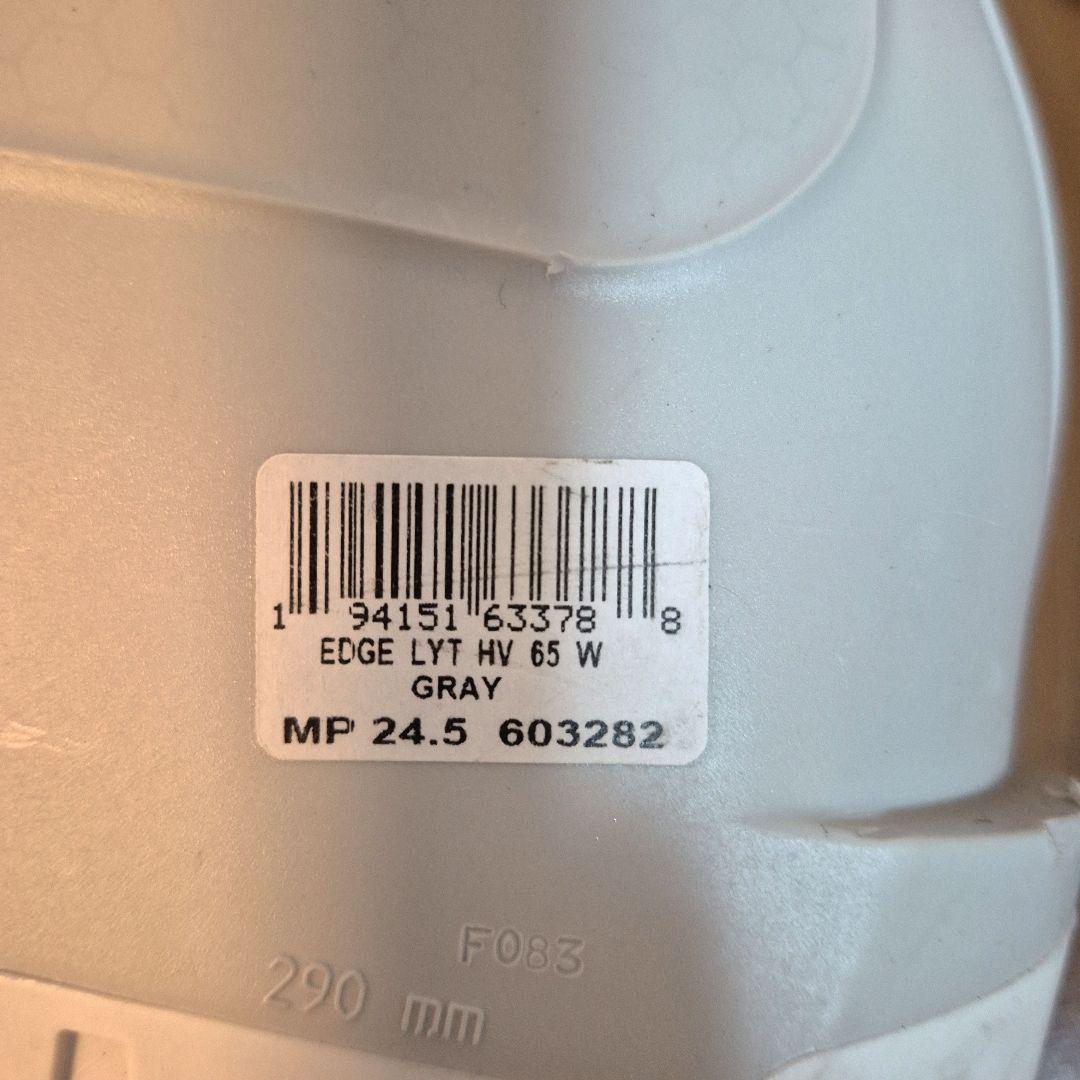 1 94151 63378 8
EDGE LYT HV 65 W
GRAY
MP 24.5 603282
F083
290 mm